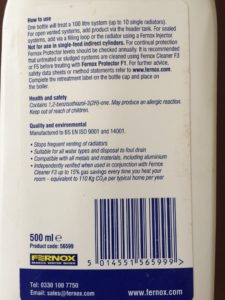 How to use
One bottle will treat a 100 litre system (up to 10 single radiators).
For open vented systems, add product via the header tank. For sealed
systems, add via a filling loop or the radiator using a Fernox Injector
Not for use in single-feed indirect cylinders. For continual protection
Fernox Protector levels should be checked annually. It is recommended
that untreated or sludged systems are cleaned using Fernox Cleaner F3
or F5 before treating with Fernox Protector F1. For further advice,
safety data sheets or method statements refer to www.fernox.com.
Complete the retreatment label on the bottle cap and place on
the boiler.
Health and safety
Contains 1,2-benzisothiazol-3(2H)-one. May produce an allergic reaction.
Keep out of reach of children.
Quality and environmental
Manufactured to BS EN ISO 9001 and 14001.
• Stops frequent venting of radiators
• Suitable for all water types and disposal to foul drain
• Compatible with all metals and materials, including aluminium
• Independently verified when used in conjunction with Fernox
Cleaner F3 up to 15% gas savings every time you heat your
room - equivalent to 110 Kg CO₂e per typical home per year
500 ml e
Product code: 56599
FERNOX
5 014551 565999 >
Tel: 0330 100 7750
Email: sales@fernox.com
www.fernox.com